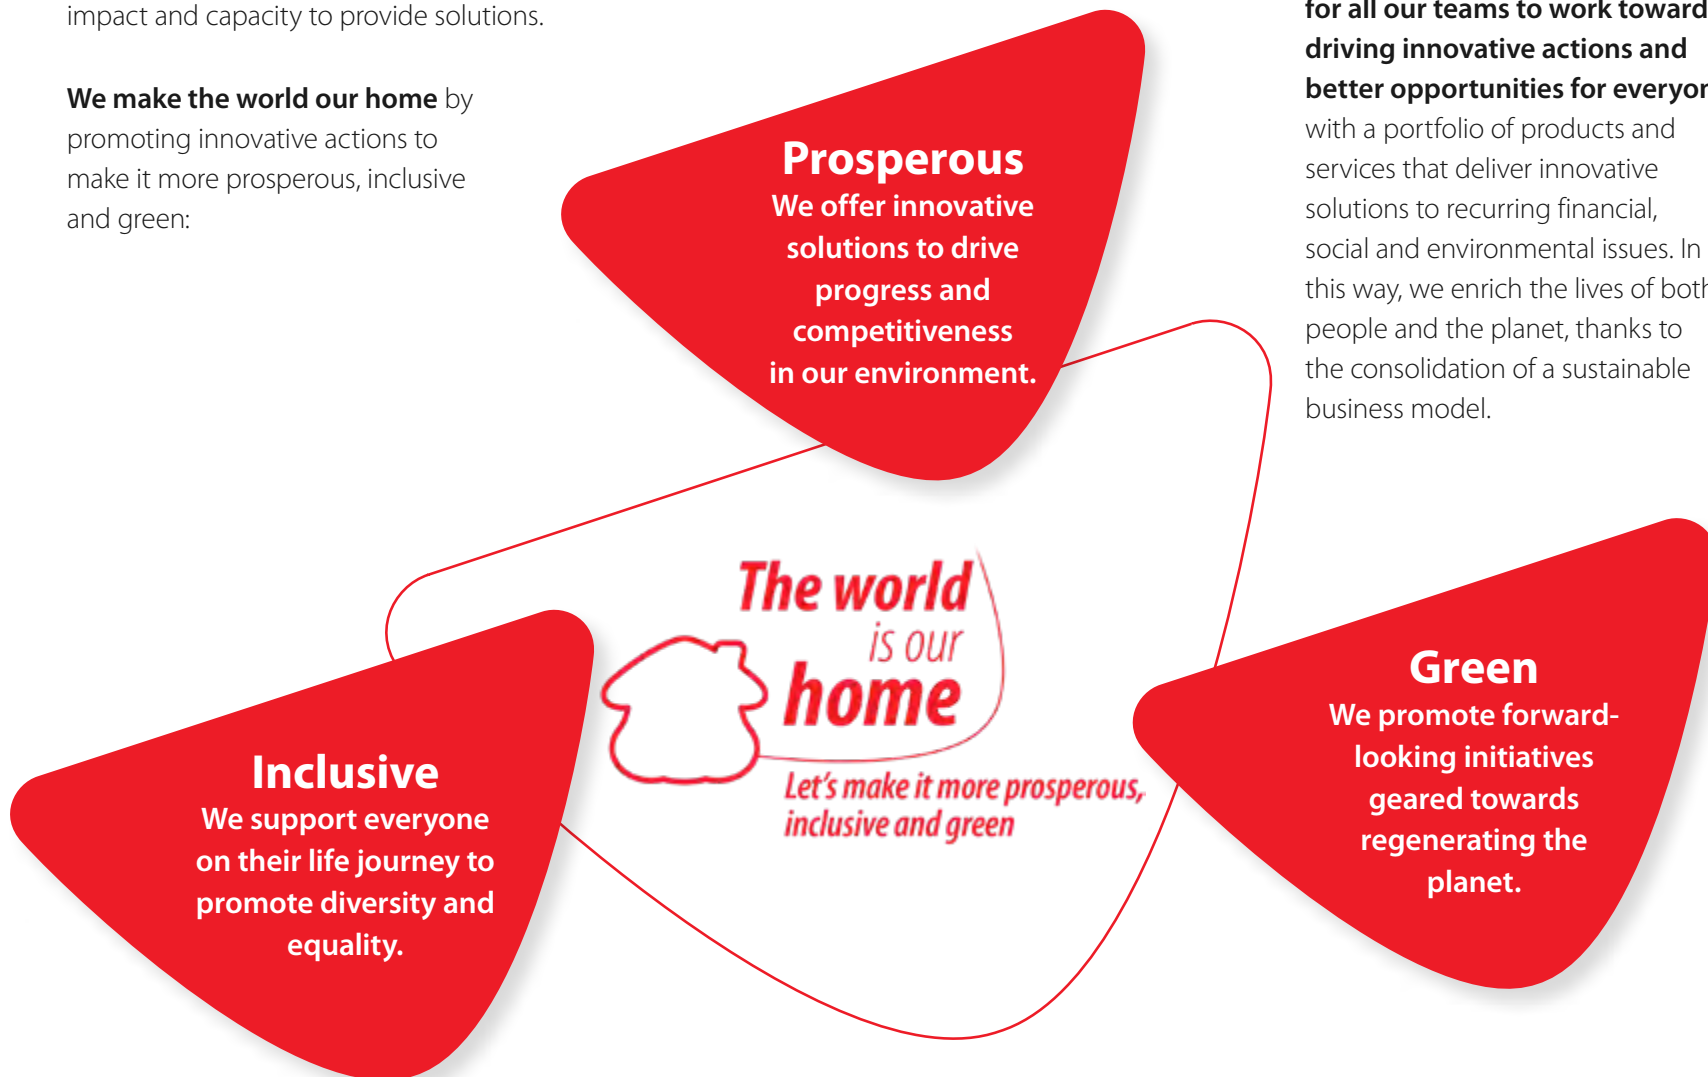 impact and capacity to provide solutions.
We make the world our home by
promoting innovative actions to
make it more prosperous, inclusive
and green:
for all our teams to work toward
driving innovative actions and
better opportunities for everyon
with a portfolio of products and
services that deliver innovative
solutions to recurring financial,
social and environmental issues. In
this way, we enrich the lives of both
people and the planet, thanks to
the consolidation of a sustainable
business model.
Prosperous
We offer innovative
solutions to drive
progress and
competitiveness
in our environment.
The world
is our
home
Let's make it more prosperous,
inclusive and green
Inclusive
We support everyone
on their life journey to
promote diversity and
equality.
Green
We promote forward-
looking initiatives
geared towards
regenerating the
planet.